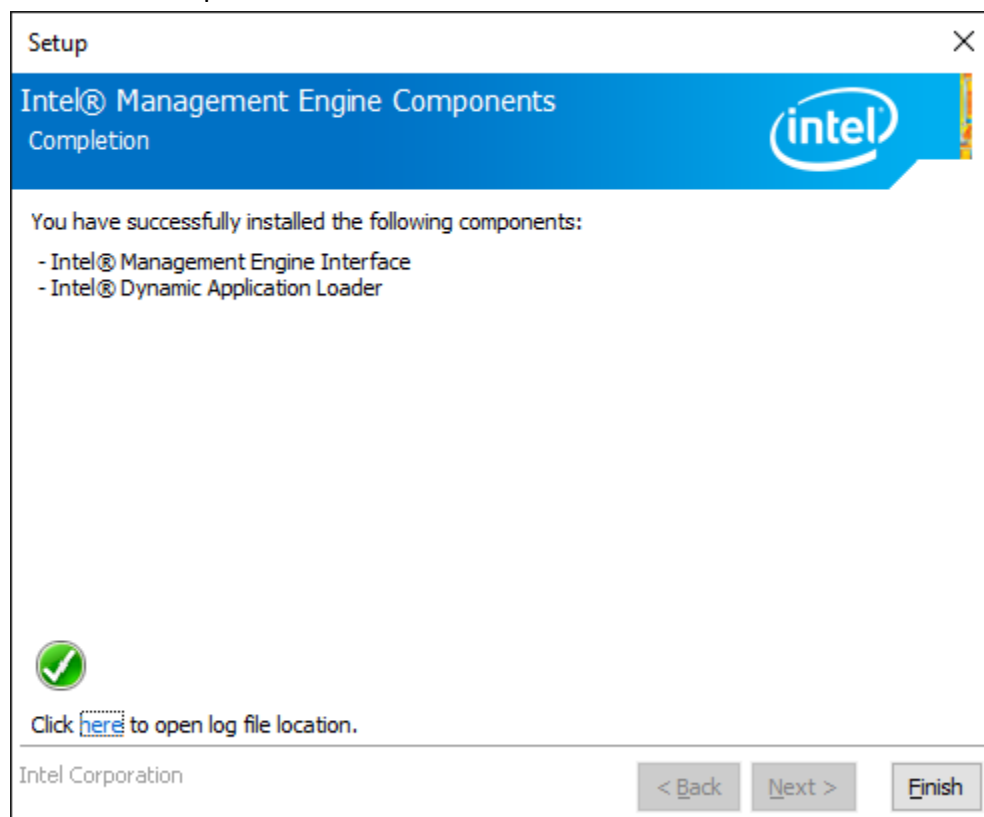 Setup
Intel® Management Engine Components
Completion
intel
You have successfully installed the following components:
- Intel® Management Engine Interface
- Intel® Dynamic Application Loader
Click here to open log file location.
Intel Corporation
< Back Next > Finish